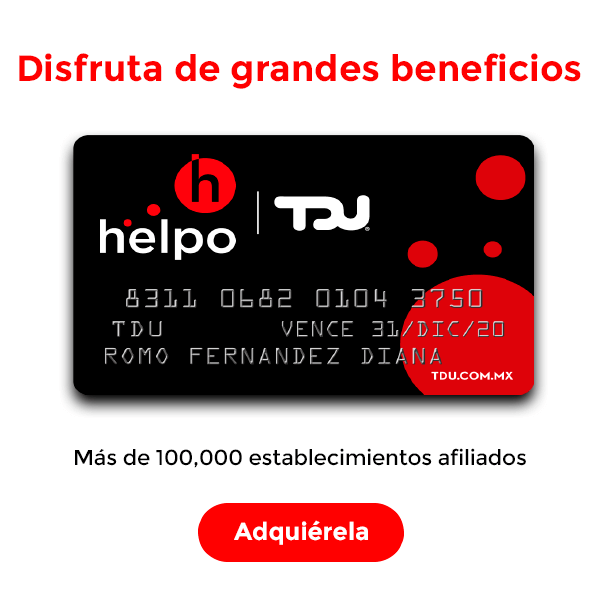 Disfruta de grandes beneficios
h
helpo | TDU®
8311 0682 0104 3750
TDU VENCE 31/DIC/20
ROMO FERNANDEZ DIANA
TDU.COM.MX
Más de 100,000 establecimientos afiliados
Adquiérela